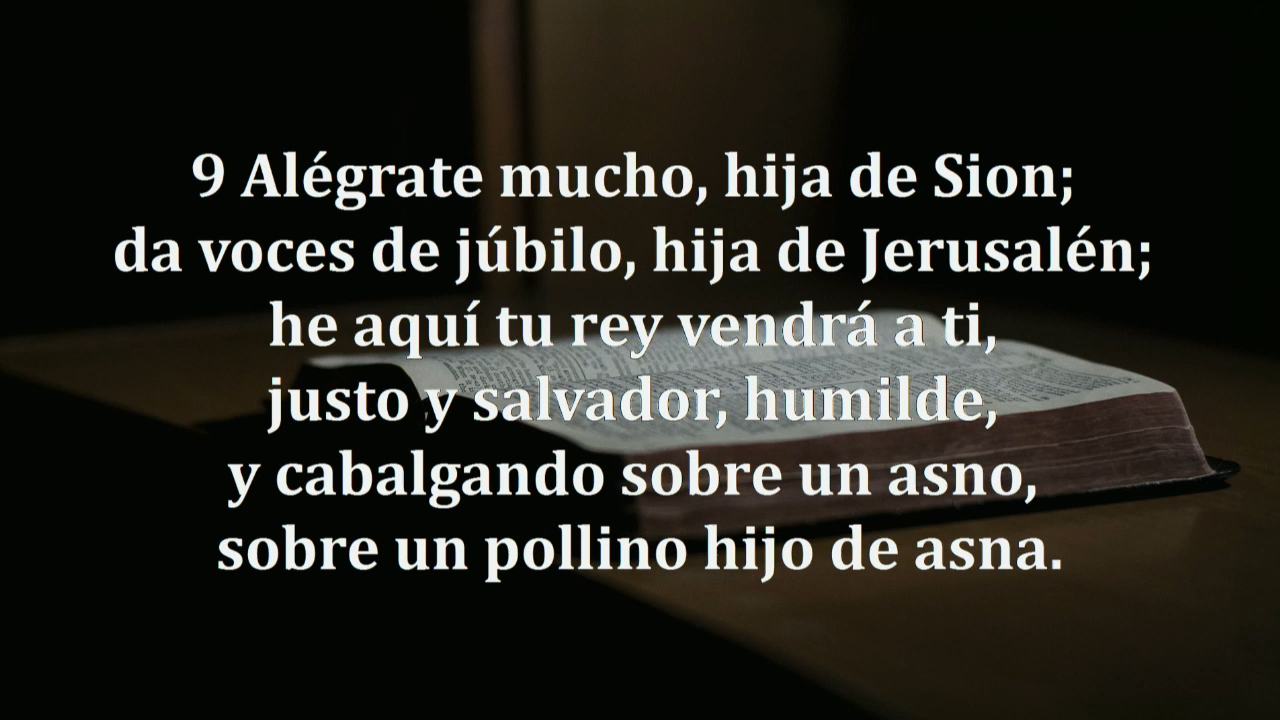 9 Alégrate mucho, hija de Sion;
da voces de júbilo, hija de Jerusalén;
he aquí tu rey vendrá a ti,
justo y salvador, humilde,
y cabalgando sobre un asno,
sobre un pollino hijo de asna.